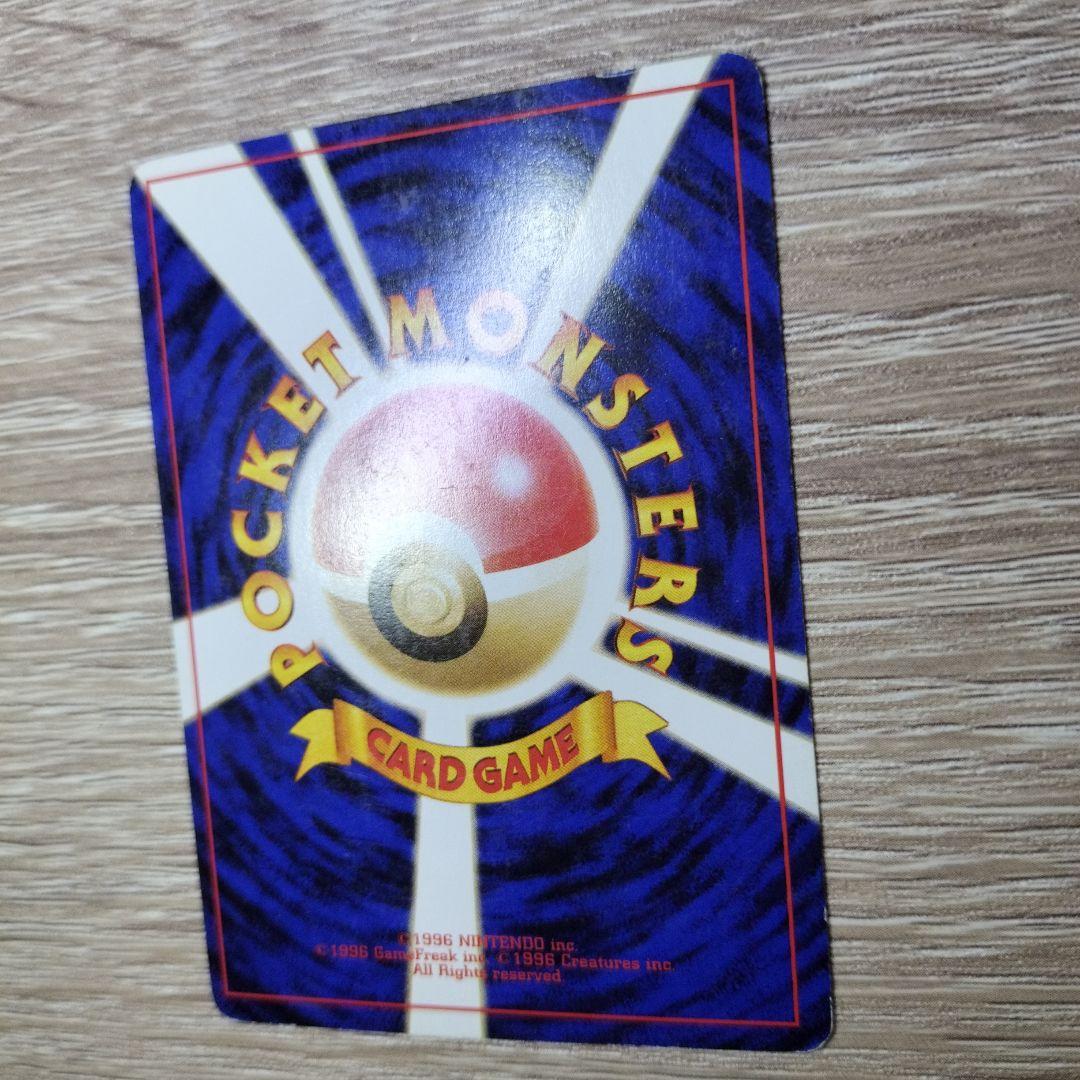 POCKET MONSTERS
CARD GAME
©1996 NINTENDO inc.
©1996 GameFreak inc. ©1996 Creatures inc.
All Rights reserved.